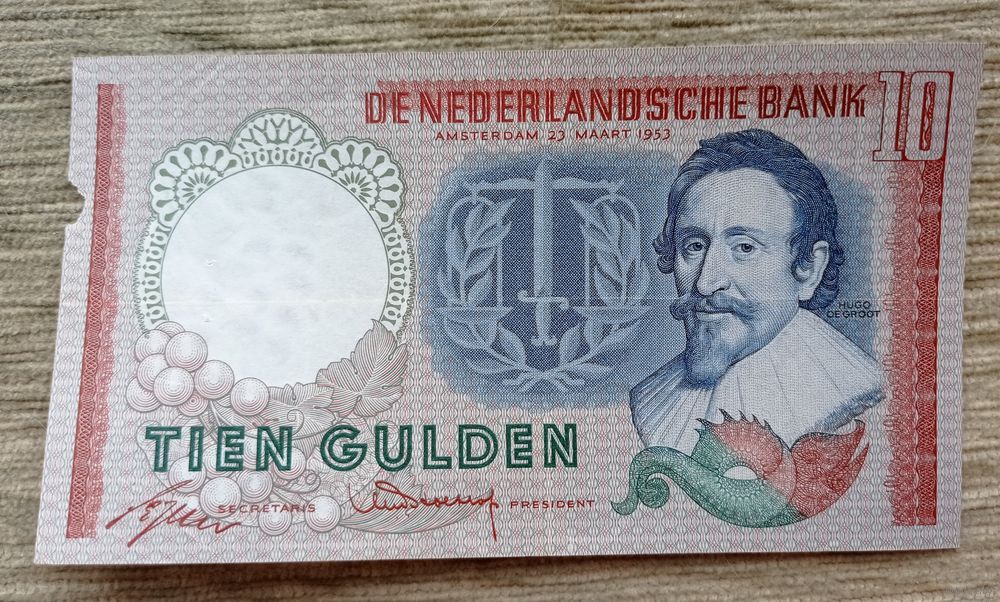 DE NEDERLANDSCHE BANK
10
AMSTERDAM 23 MAART 1953
HUGO
DE GROOT
TIEN GULDEN
SECRETARIS
PRESIDENT